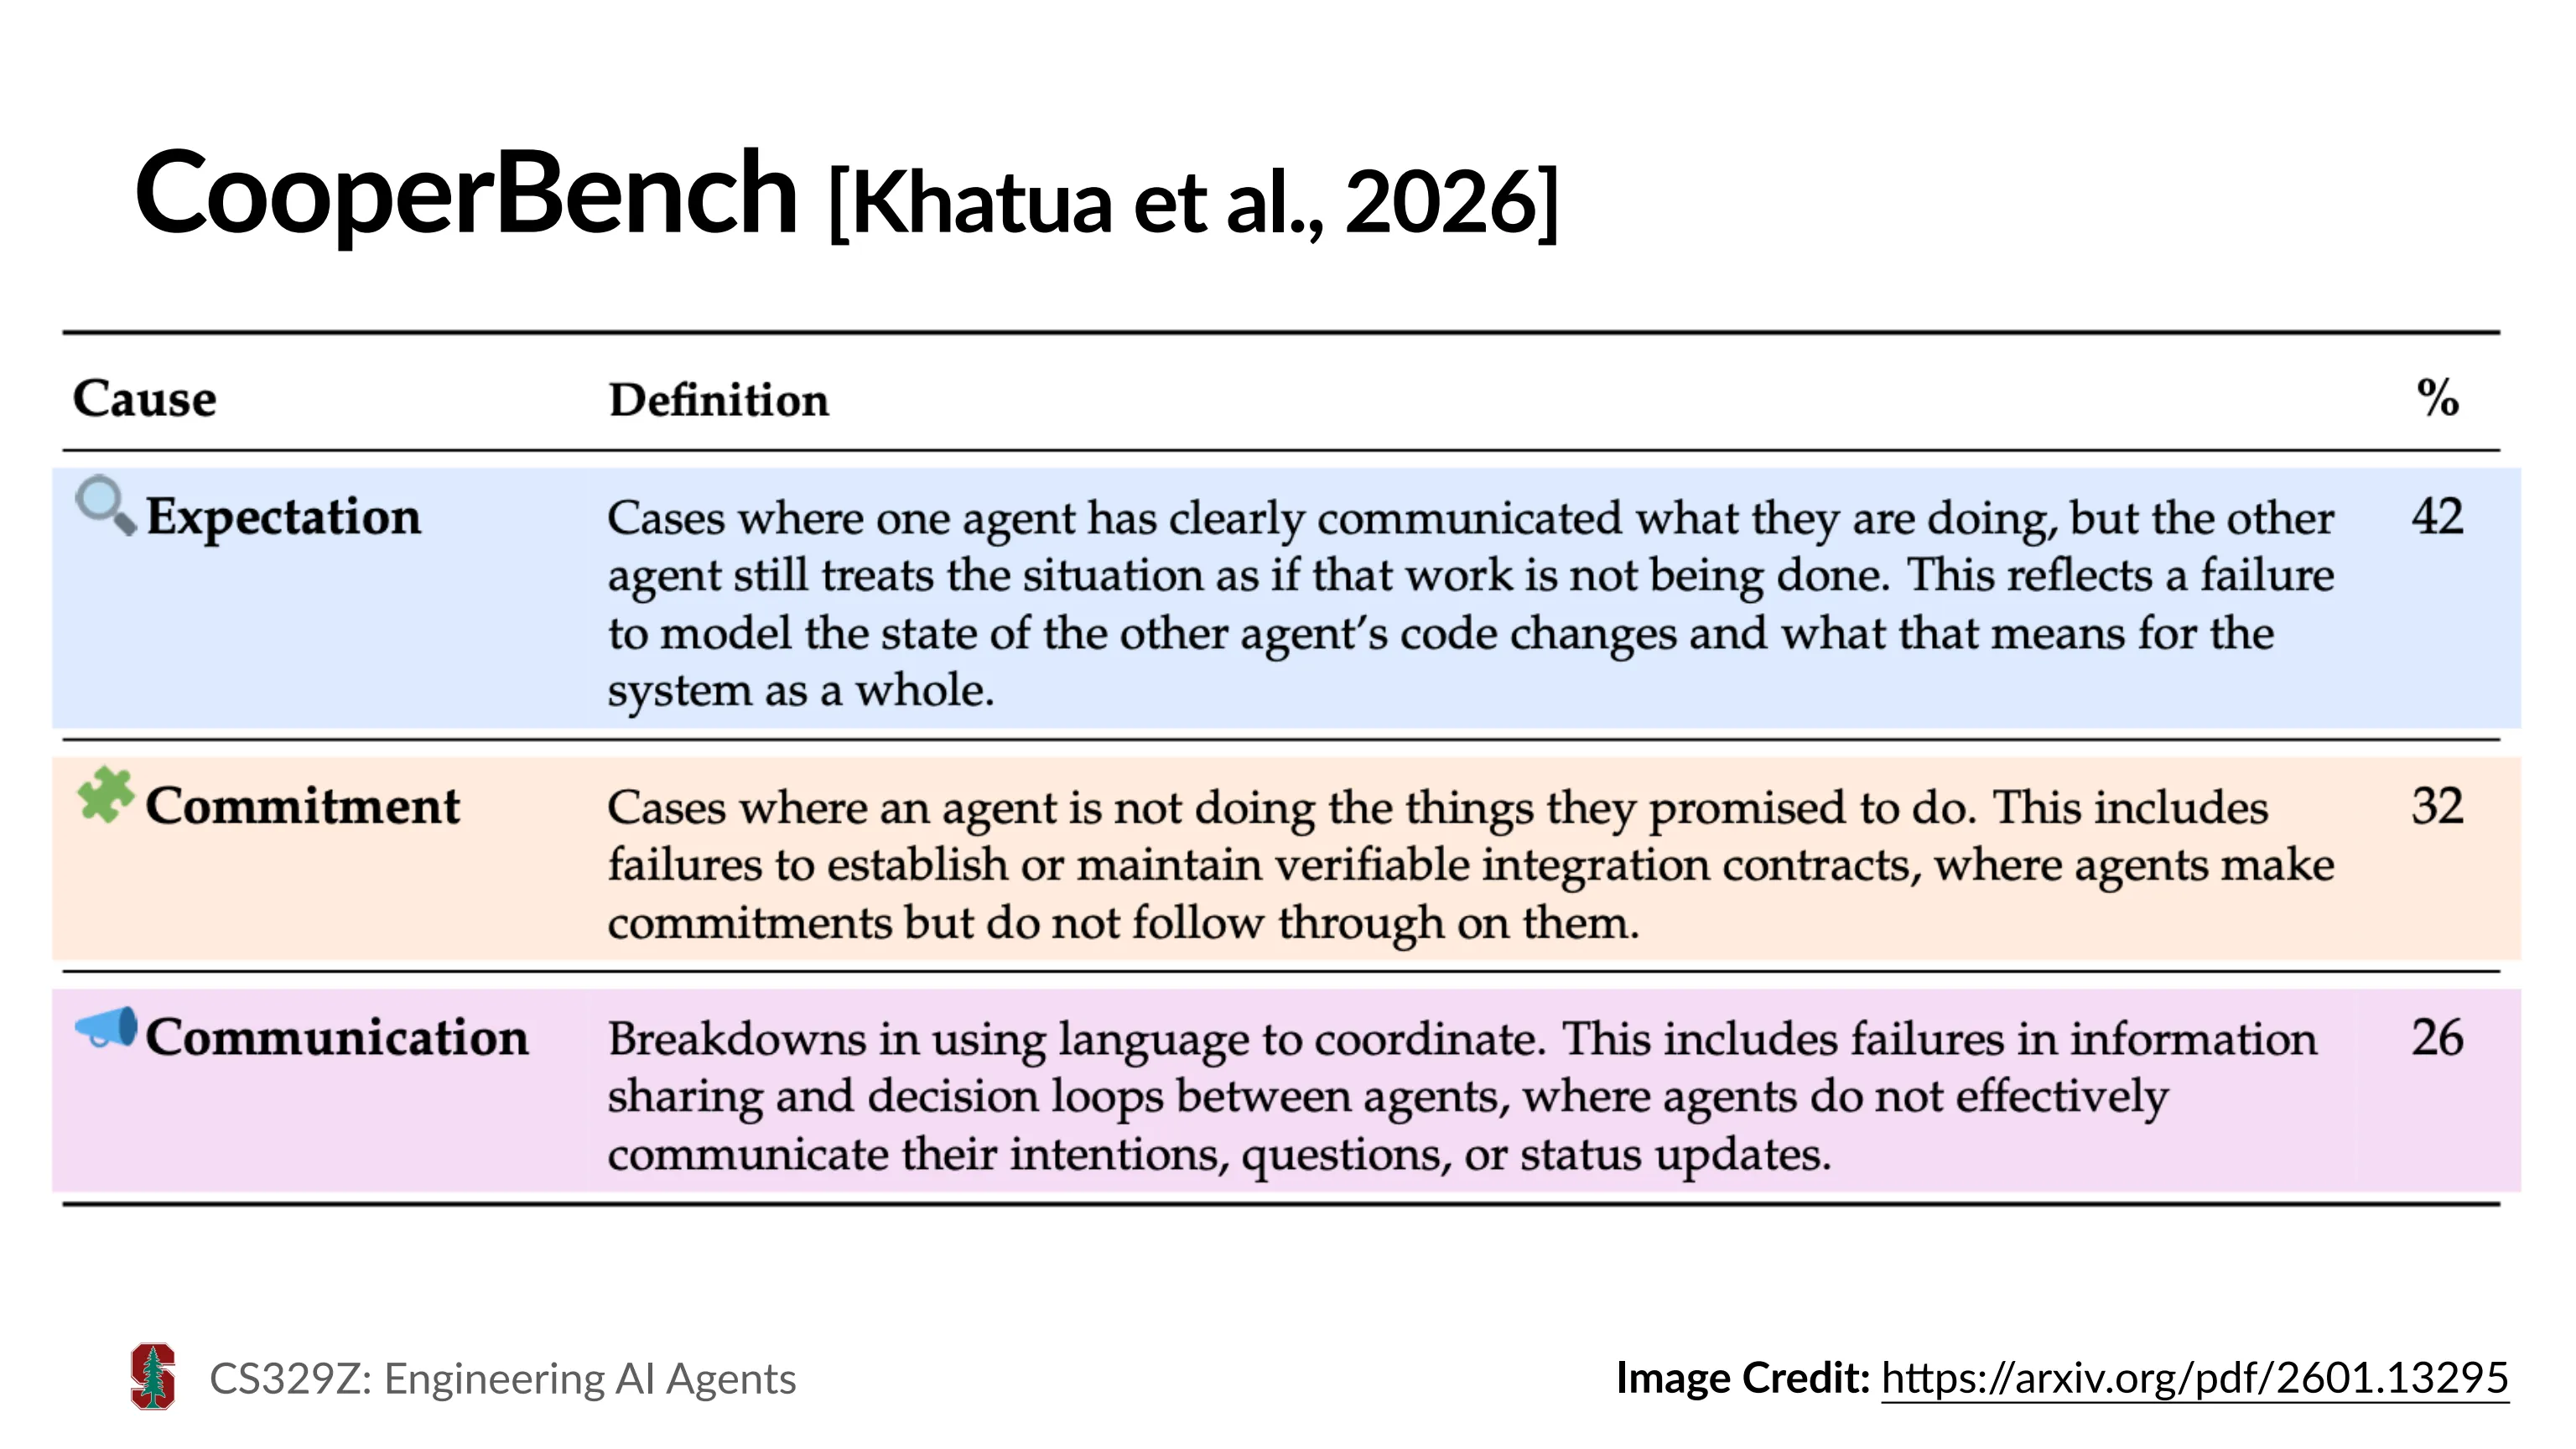 CooperBench [Khatua et al., 2026]
Cause Definition %
Expectation Cases where one agent has clearly communicated what they are doing, but the other 42
agent still treats the situation as if that work is not being done. This reflects a failure
to model the state of the other agent’s code changes and what that means for the
system as a whole.
Commitment Cases where an agent is not doing the things they promised to do. This includes 32
failures to establish or maintain verifiable integration contracts, where agents make
commitments but do not follow through on them.
Communication Breakdowns in using language to coordinate. This includes failures in information 26
sharing and decision loops between agents, where agents do not effectively
communicate their intentions, questions, or status updates.
CS329Z: Engineering AI Agents
Image Credit: https://arxiv.org/pdf/2601.13295